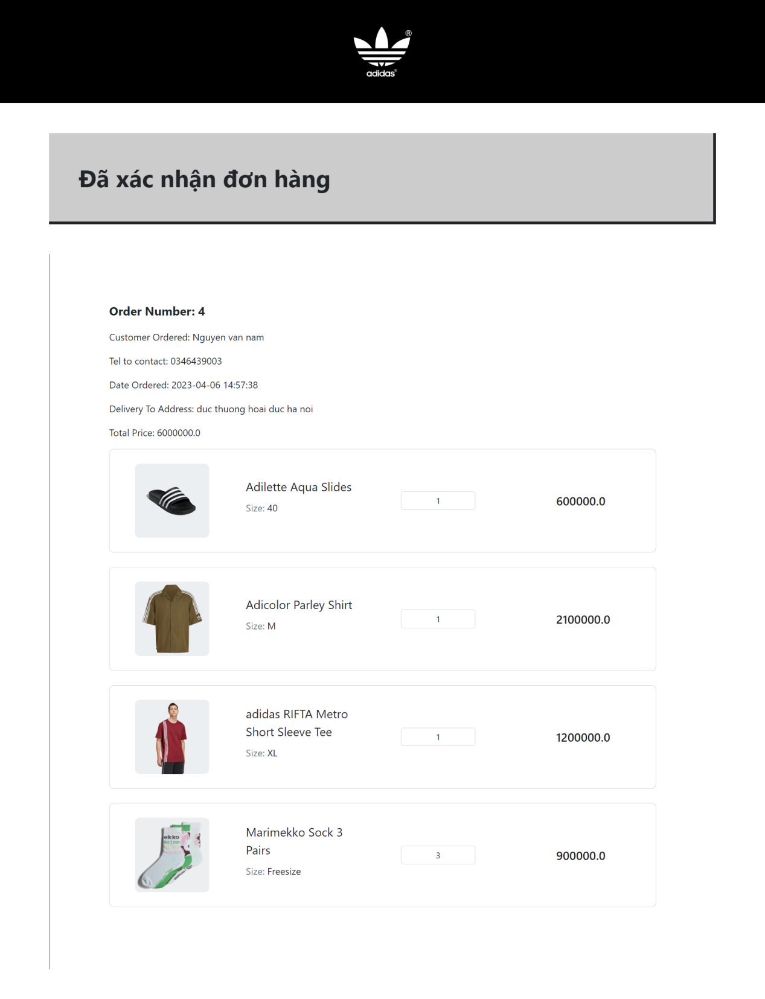 ®
adidas®
Đã xác nhận đơn hàng
Order Number: 4
Customer Ordered: Nguyen van nam
Tel to contact: 0346439003
Date Ordered: 2023-04-06 14:57:38
Delivery To Address: duc thuong hoai duc ha noi
Total Price: 6000000.0
Adilette Aqua Slides
Size: 40
1
600000.0
Adicolor Parley Shirt
Size: M
1
2100000.0
adidas RIFTA Metro
Short Sleeve Tee
Size: XL
1
1200000.0
ekko
arime
Marimekko Sock 3
Pairs
Size: Freesize
3
900000.0